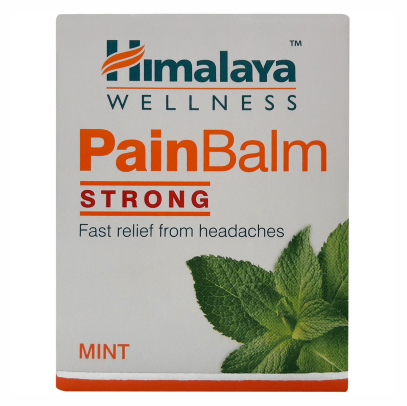 Himalaya™
WELLNESS
PainBalm
STRONG
Fast relief from headaches
MINT